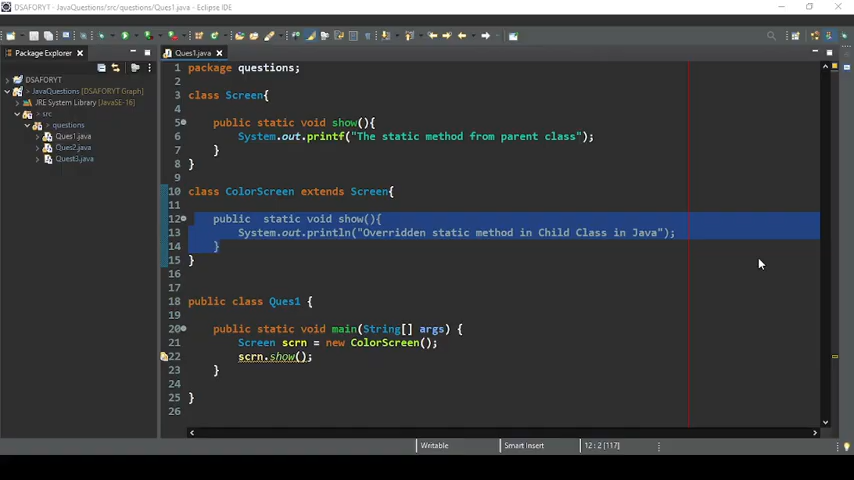 DSAFORYT - JavaQuestions/src/questions/Ques1.java - Eclipse IDE
Package Explorer
Ques1.java
DSAFORYT
JavaQuestions (DSAFORYT Graph)
JRE System Library [JavaSE-16]
src
questions
Ques1.java
Ques2.java
Quest3.java
1 package questions;
2
3 class Screen{
4
5 public static void show(){
6 System.out.printf("The static method from parent class");
7 }
8 }
9
10 class ColorScreen extends Screen{
11
12 public  static void show(){
13 System.out.println("Overridden static method in Child Class in Java");
14 }
15 }
16
17
18 public class Ques1 {
19
20 public static void main(String[] args) {
21 Screen scrn = new ColorScreen();
22 scrn.show();
23 }
24
25 }
26
Writable
Smart Insert
12 : 2 [117]